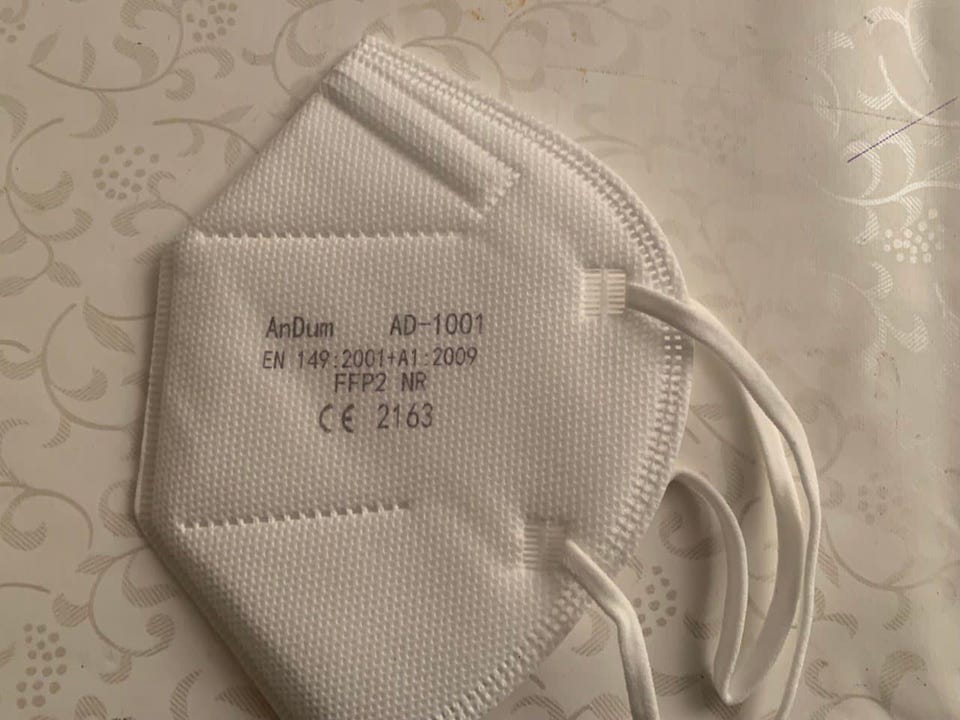 AnDum AD-1001
EN 149:2001+A1:2009
FFP2 NR
CE 2163